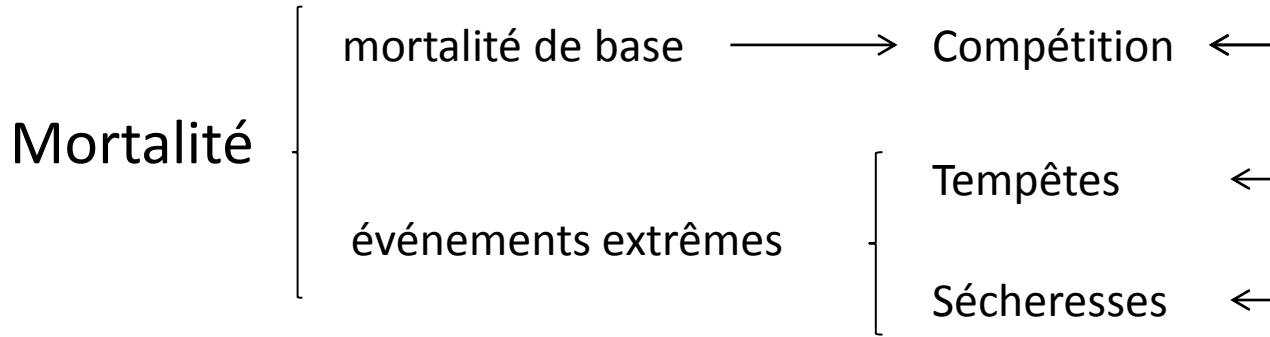 mortalité de base
Compétition
Mortalité
Tempêtes
événements extrêmes
Sécheresses